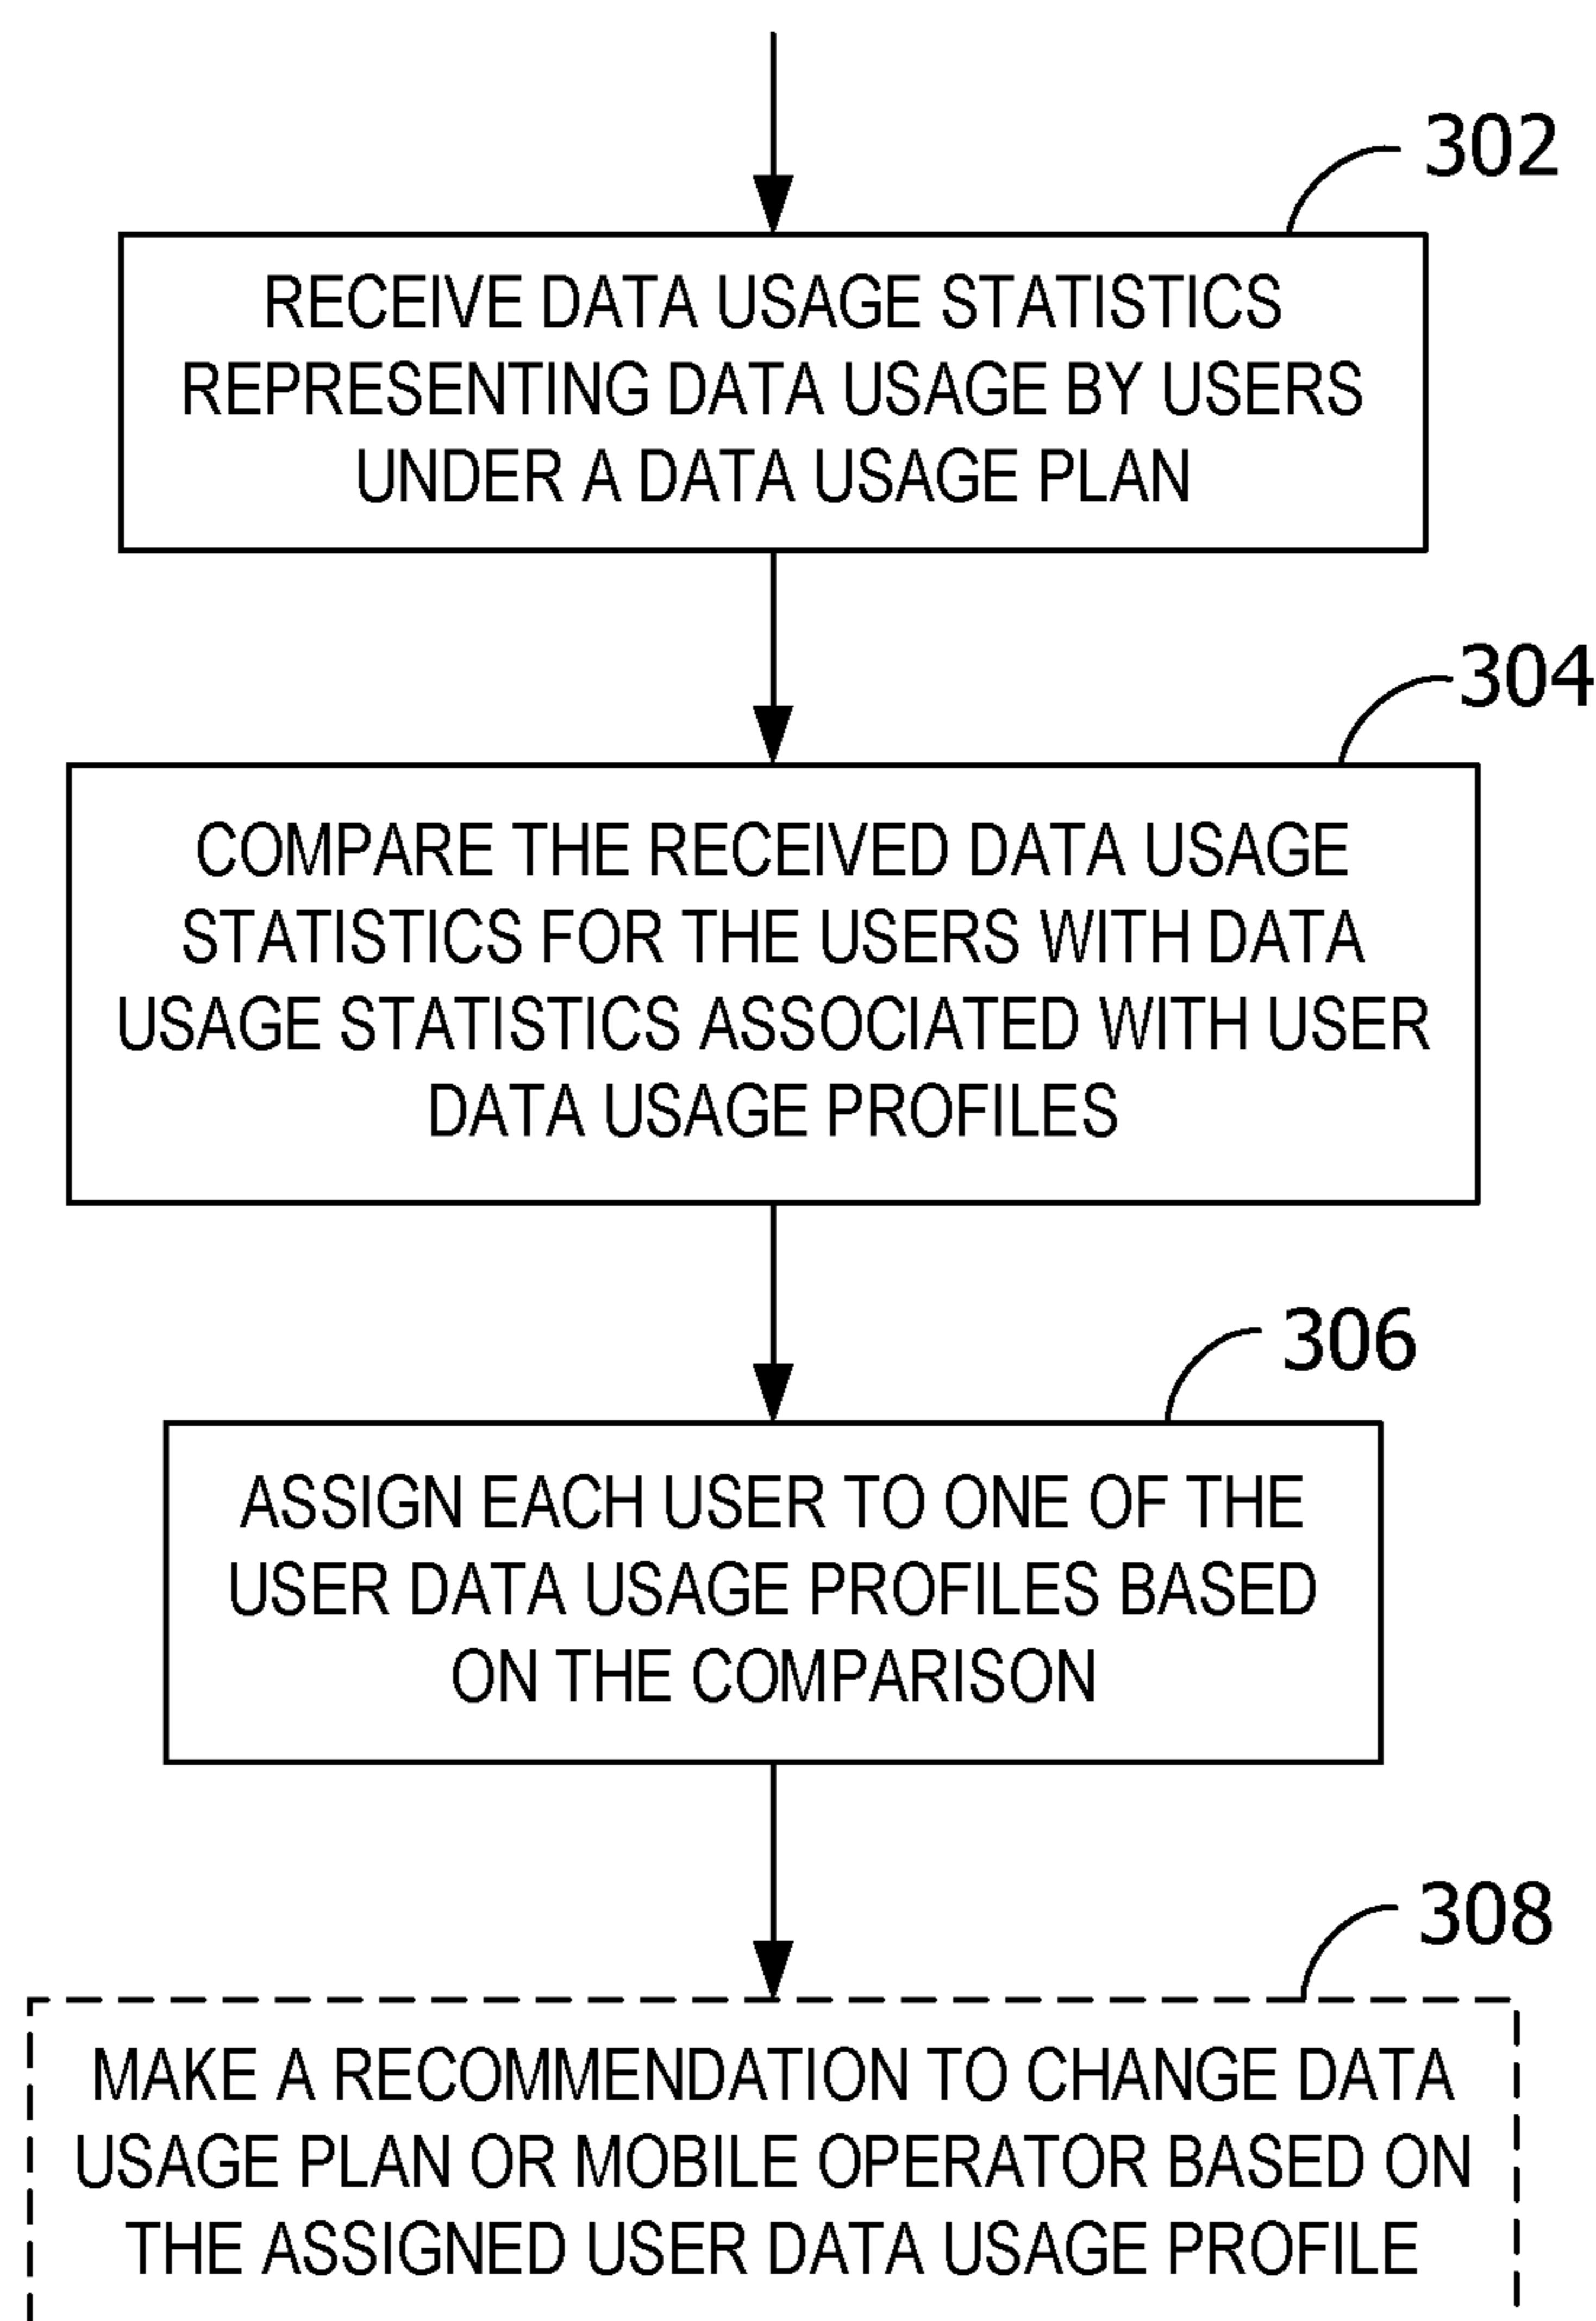 302
RECEIVE DATA USAGE STATISTICS
REPRESENTING DATA USAGE BY USERS
UNDER A DATA USAGE PLAN
304
COMPARE THE RECEIVED DATA USAGE
STATISTICS FOR THE USERS WITH DATA
USAGE STATISTICS ASSOCIATED WITH USER
DATA USAGE PROFILES
306
ASSIGN EACH USER TO ONE OF THE
USER DATA USAGE PROFILES BASED
ON THE COMPARISON
308
MAKE A RECOMMENDATION TO CHANGE DATA
USAGE PLAN OR MOBILE OPERATOR BASED ON
THE ASSIGNED USER DATA USAGE PROFILE